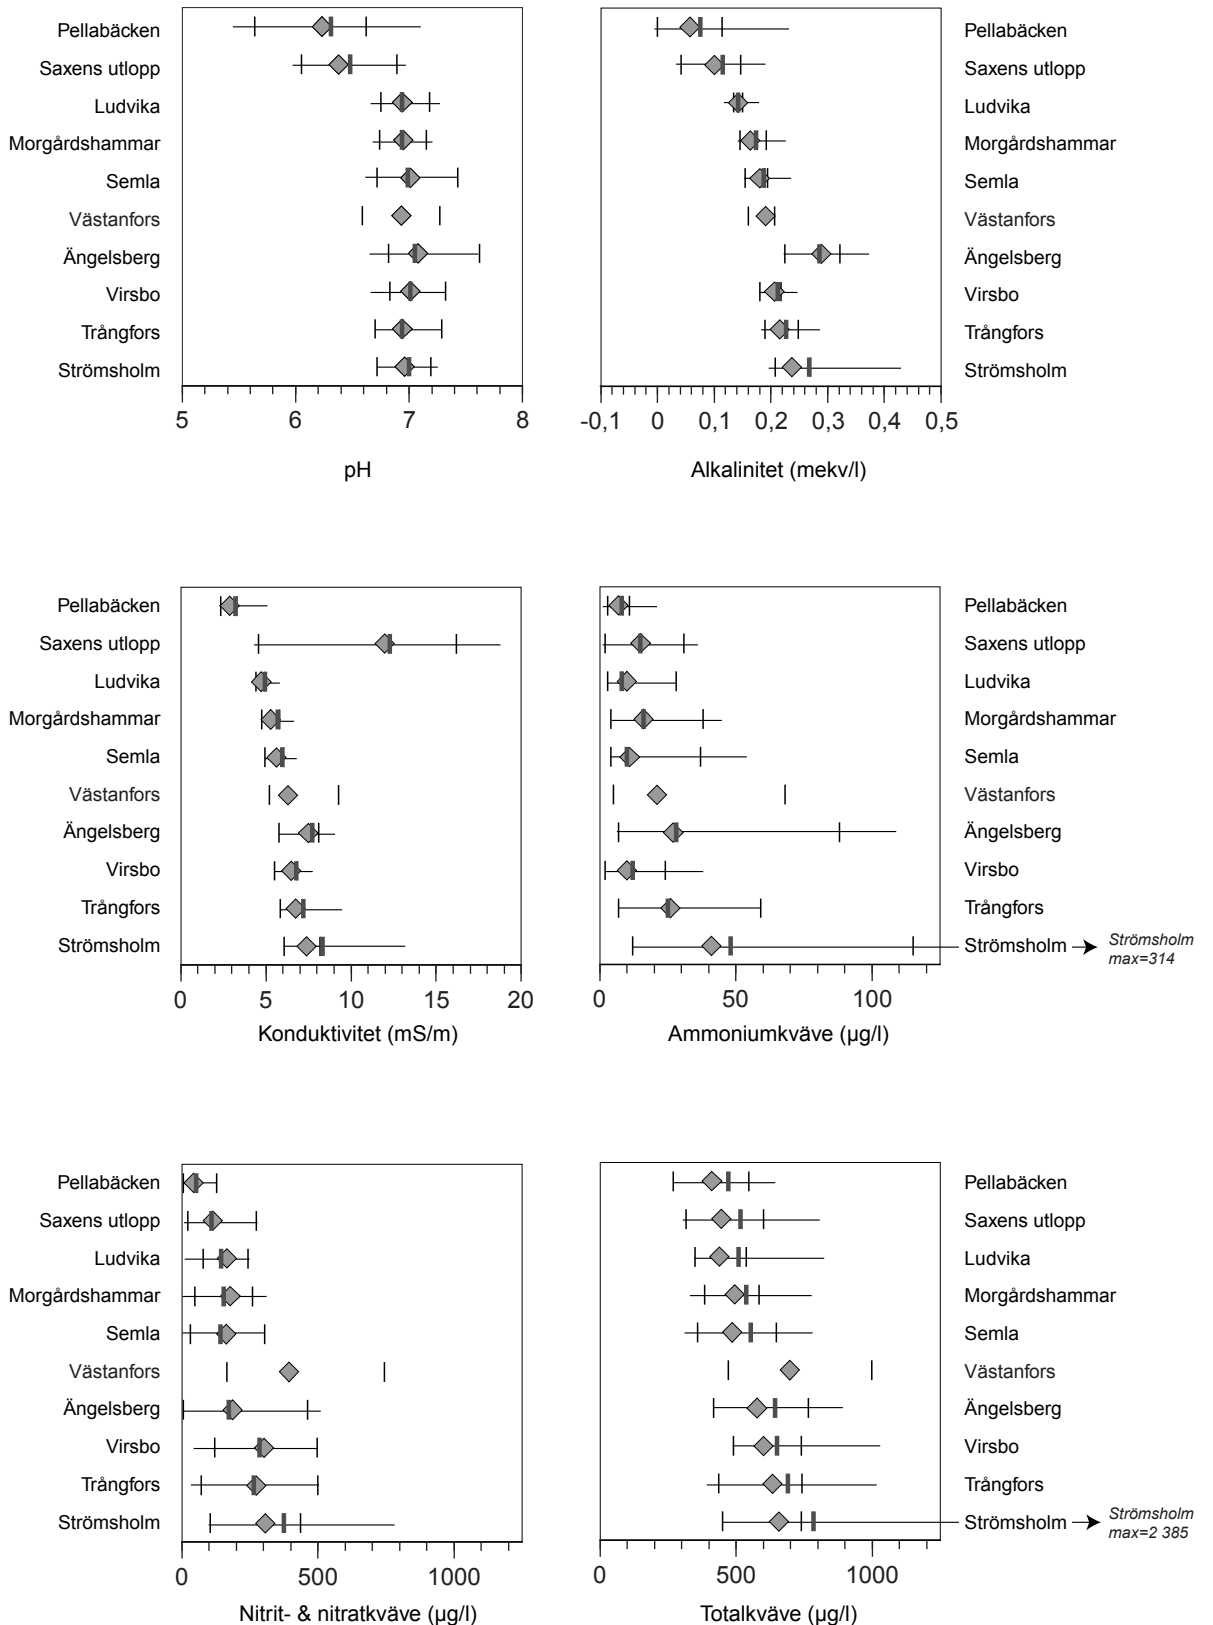 Pellabäcken
Saxens utlopp
Ludvika
Morgårdshammar
Semla
Västanfors
Ängelsberg
Virsbo
Trångfors
Strömsholm
5 6 7 8
pH
-0,1 0 0,1 0,2 0,3 0,4 0,5
Alkalinitet (mekv/l)
Pellabäcken
Saxens utlopp
Ludvika
Morgårdshammar
Semla
Västanfors
Ängelsberg
Virsbo
Trångfors
Strömsholm
Pellabäcken
Saxens utlopp
Ludvika
Morgårdshammar
Semla
Västanfors
Ängelsberg
Virsbo
Trångfors
Strömsholm
0 5 10 15 20
Konduktivitet (mS/m)
0 50 100
Ammoniumkväve (µg/l)
Pellabäcken
Saxens utlopp
Ludvika
Morgårdshammar
Semla
Västanfors
Ängelsberg
Virsbo
Trångfors
Strömsholm
Strömsholm
max=314
Pellabäcken
Saxens utlopp
Ludvika
Morgårdshammar
Semla
Västanfors
Ängelsberg
Virsbo
Trångfors
Strömsholm
0 500 1000
Nitrit- & nitratkväve (µg/l)
0 500 1000
Totalkväve (µg/l)
Pellabäcken
Saxens utlopp
Ludvika
Morgårdshammar
Semla
Västanfors
Ängelsberg
Virsbo
Trångfors
Strömsholm
Strömsholm
max=2 385